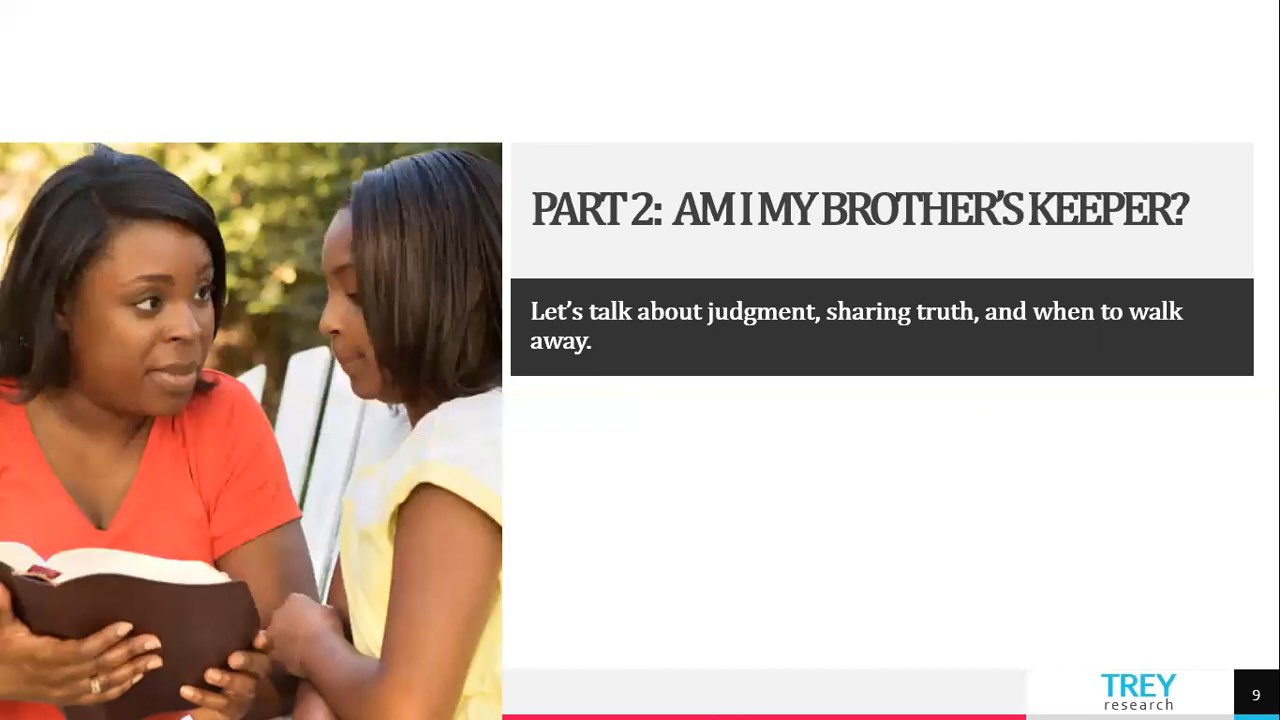 PART 2: AM I MY BROTHER'S KEEPER?
Let's talk about judgment, sharing truth, and when to walk
away.
TREY
research
9